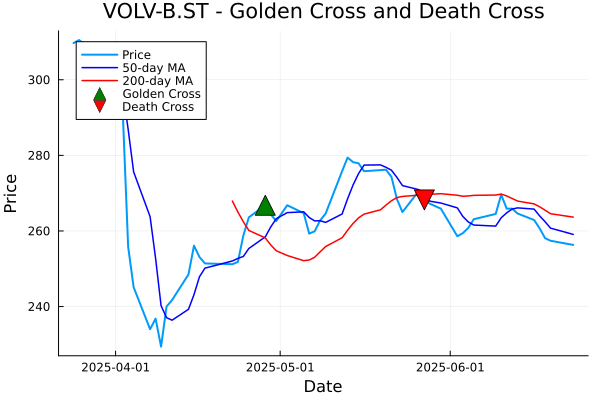 VOLV-B.ST - Golden Cross and Death Cross
Price
50-day MA
200-day MA
Golden Cross
Death Cross
300
280
260
240
Price
2025-04-01 2025-05-01 2025-06-01
Date